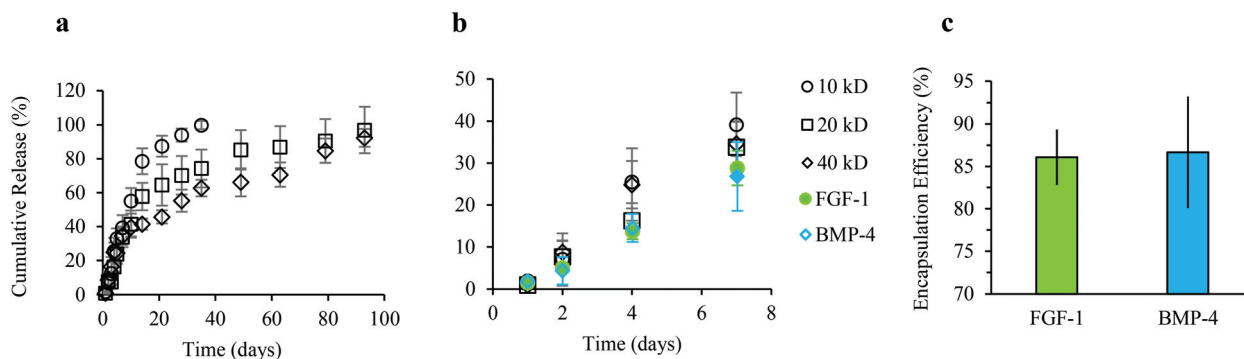 a
Cumulative Release (%)
120
100
80
60
40
20
0
0 20 40 60 80 100
Time (days)
b
50
40
30
20
10
0
0 2 4 6 8
Time (days)
10 kD
20 kD
40 kD
FGF-1
BMP-4
c
Encapsulation Efficiency (%)
95
90
85
80
75
70
FGF-1 BMP-4